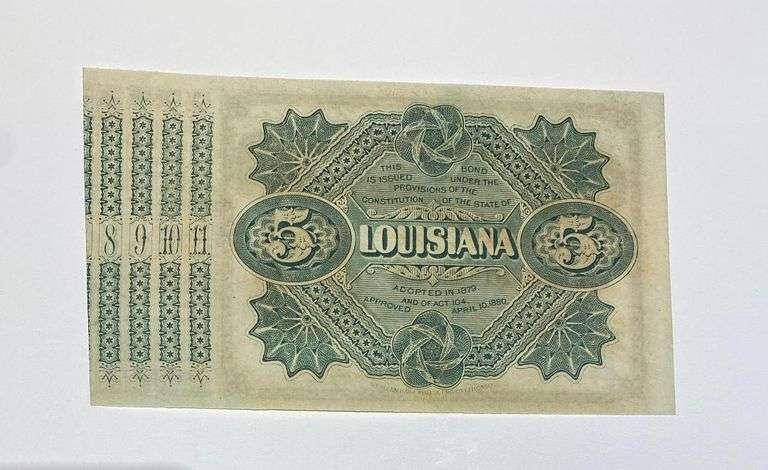 8 9 10 11
THIS BOND
IS ISSUED UNDER THE
PROVISIONS OF THE
CONSTITUTION OF THE STATE OF
5 LOUISIANA 5
ADOPTED IN 1879,
AND OF ACT 104,
APPROVED APRIL 10, 1880.